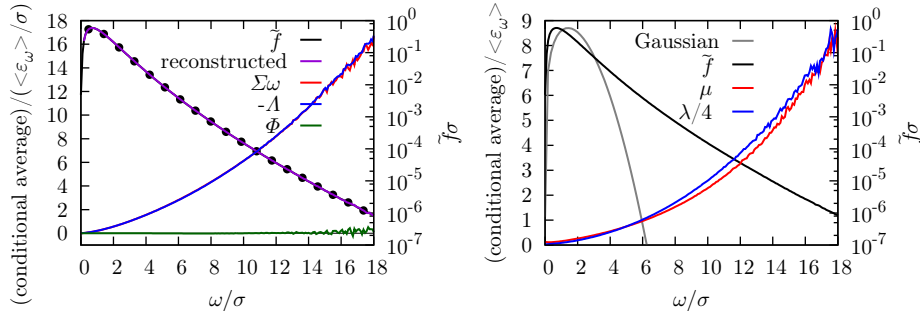 (conditional average)/(<ε_ω>/σ)
18
16
14
12
10
8
6
4
2
0
f̃
reconstructed
Σω
-Λ
Φ
10^0
10^-1
10^-2
10^-3
10^-4
10^-5
10^-6
10^-7
f̃σ
0 2 4 6 8 10 12 14 16 18
ω/σ
(conditional average)/<ε_ω>
9
8
7
6
5
4
3
2
1
0
Gaussian
f̃
μ
λ/4
10^0
10^-1
10^-2
10^-3
10^-4
10^-5
10^-6
10^-7
f̃σ
0 2 4 6 8 10 12 14 16 18
ω/σ